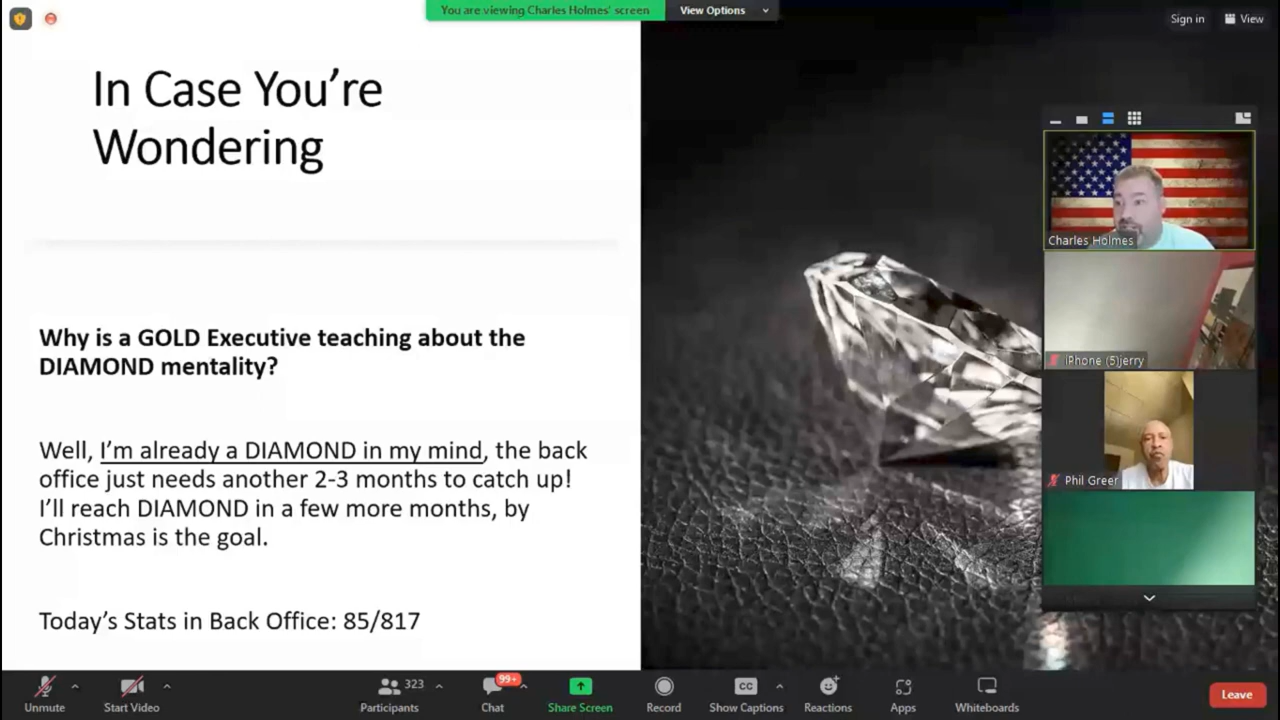 You are viewing Charles Holmes' screen
View Options
Sign in
View
In Case You're
Wondering
Why is a GOLD Executive teaching about the
DIAMOND mentality?
Well, I'm already a DIAMOND in my mind, the back
office just needs another 2-3 months to catch up!
I'll reach DIAMOND in a few more months, by
Christmas is the goal.
Today's Stats in Back Office: 85/817
Charles Holmes
iPhone (5)jerry
Phil Greer
Unmute
Start Video
323
Participants
99+
Chat
Share Screen
Record
CC
Show Captions
Reactions
Apps
Whiteboards
Leave